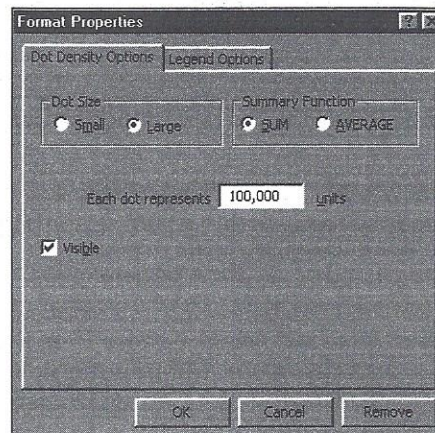 Format Properties
Dot Density Options Legend Options
Dot Size Summary Function
Small Large SUM AVERAGE
Each dot represents 100,000 units
Visible
OK Cancel Remove